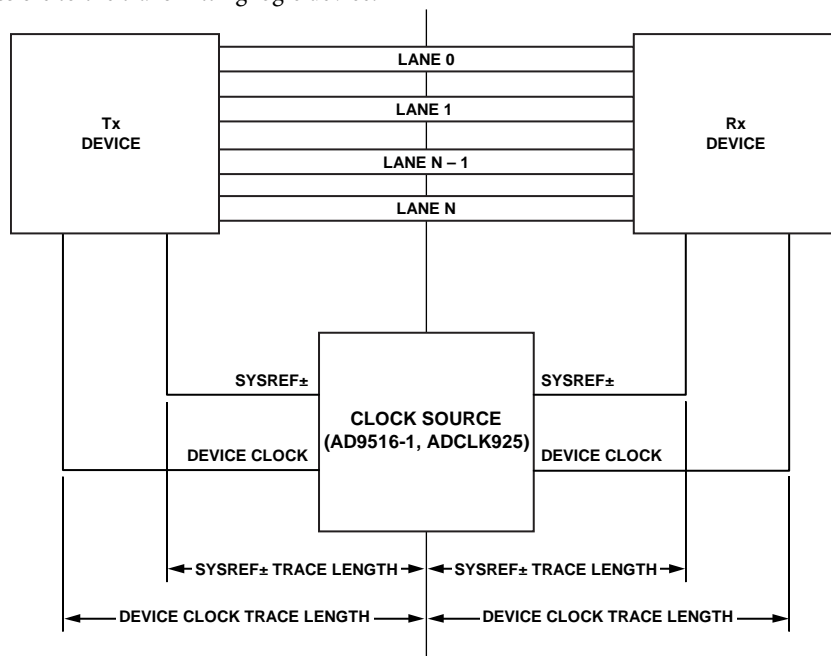 LANE 0
LANE 1
Tx
DEVICE
Rx
DEVICE
LANE N – 1
LANE N
SYSREF±
SYSREF±
CLOCK SOURCE
(AD9516-1, ADCLK925)
DEVICE CLOCK
DEVICE CLOCK
SYSREF± TRACE LENGTH
SYSREF± TRACE LENGTH
DEVICE CLOCK TRACE LENGTH
DEVICE CLOCK TRACE LENGTH